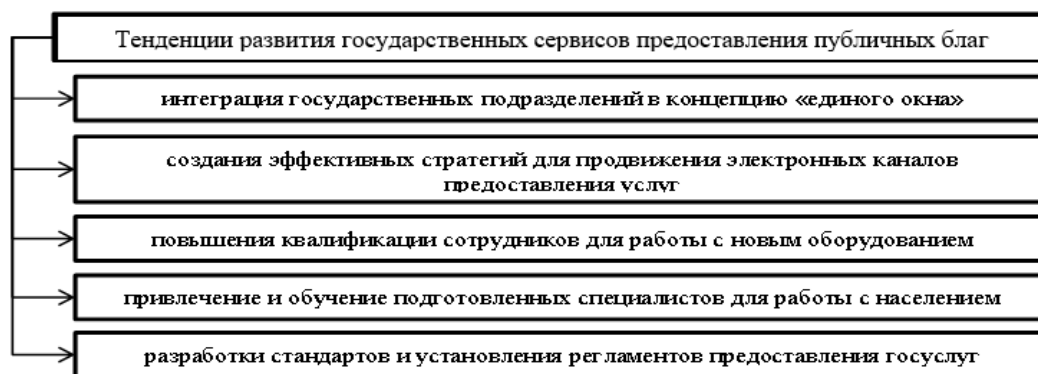 Тенденции развития государственных сервисов предоставления публичных благ
интеграция государственных подразделений в концепцию «единого окна»
создания эффективных стратегий для продвижения электронных каналов
предоставления услуг
повышения квалификации сотрудников для работы с новым оборудованием
привлечение и обучение подготовленных специалистов для работы с населением
разработки стандартов и установления регламентов предоставления госуслуг